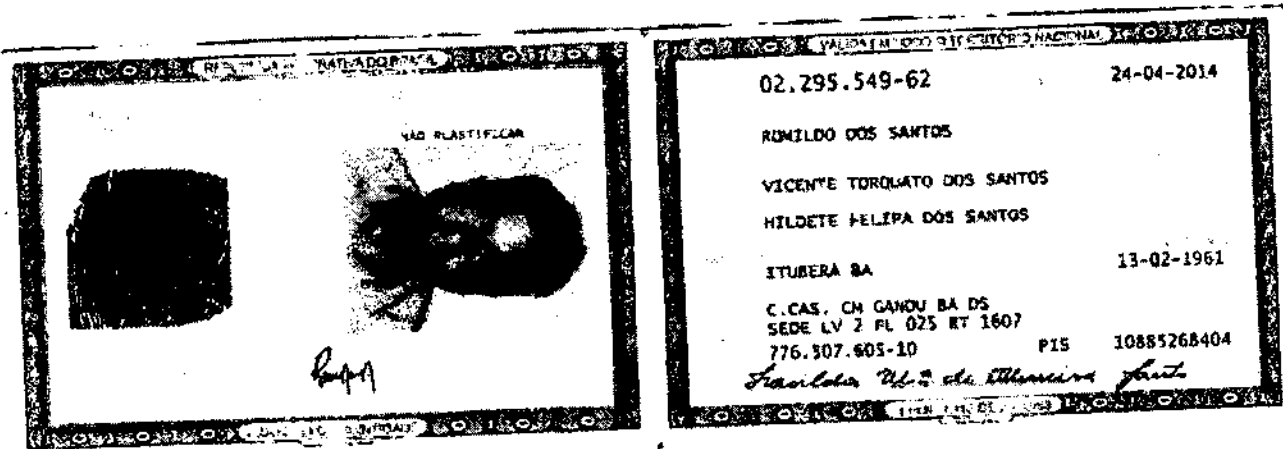 NÃO PLASTIFICAR
VÁLIDA EM TODO O TERRITÓRIO NACIONAL
02.295.549-62 24-04-2014
ROMILDO DOS SANTOS
VICENTE TORQUATO DOS SANTOS
HILDETE FELIPA DOS SANTOS
ITUBERÁ BA 13-02-1961
C.CAS. CM GANDU BA DS
SEDE LV 2 FL 025 RT 1607
776.507.605-10 PIS 10885268404